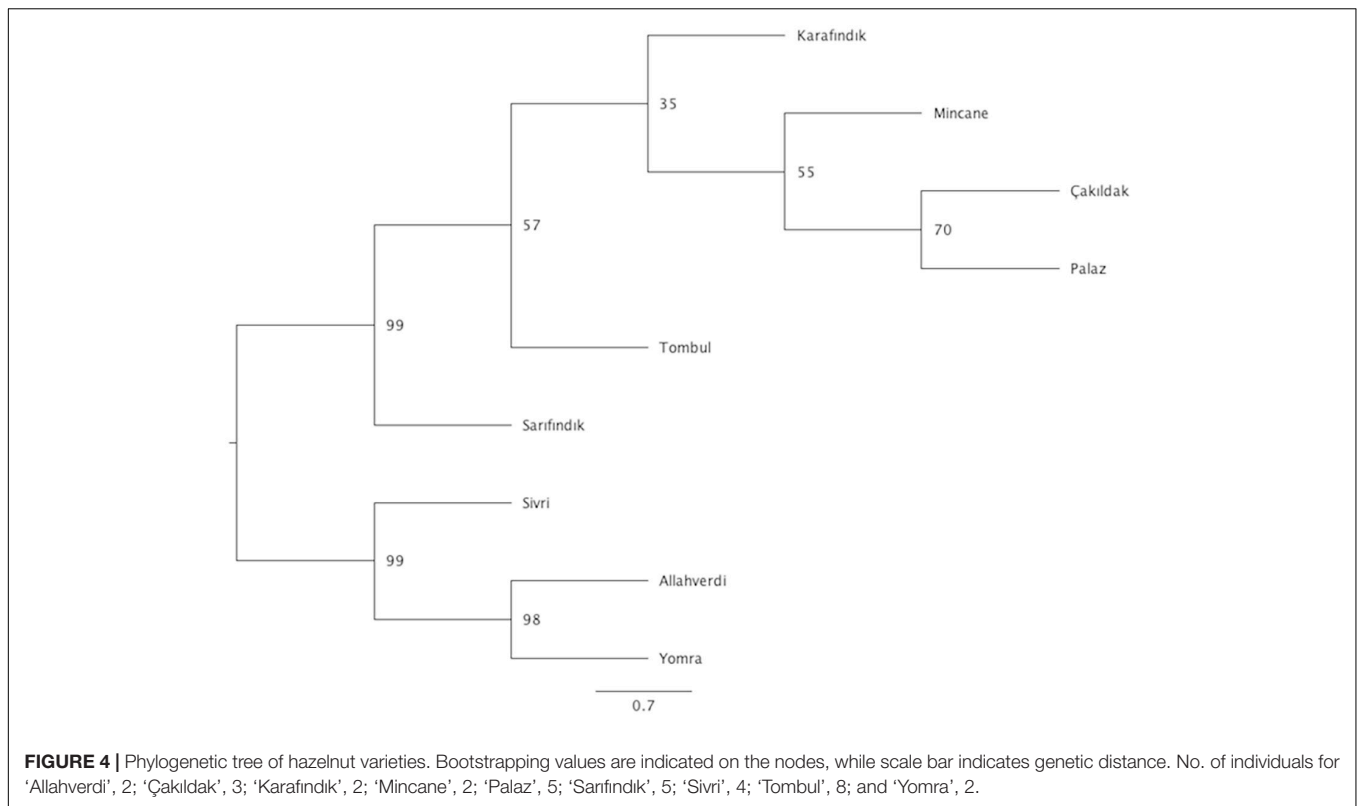 Karafındık
35
Mincane
55
Çakıldak
70
Palaz
57
Tombul
99
Sarıfındık
Sivri
99
Allahverdi
98
Yomra
0.7
FIGURE 4 | Phylogenetic tree of hazelnut varieties. Bootstrapping values are indicated on the nodes, while scale bar indicates genetic distance. No. of individuals for
‘Allahverdi’, 2; ‘Çakıldak’, 3; ‘Karafındık’, 2; ‘Mincane’, 2; ‘Palaz’, 5; ‘Sarıfındık’, 5; ‘Sivri’, 4; ‘Tombul’, 8; and ‘Yomra’, 2.